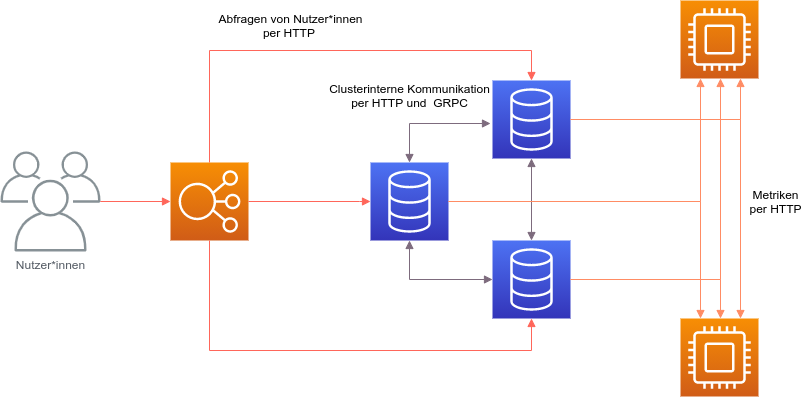 Abfragen von Nutzer*innen
per HTTP
Clusterinterne Kommunikation
per HTTP und GRPC
Metriken
per HTTP
Nutzer*innen